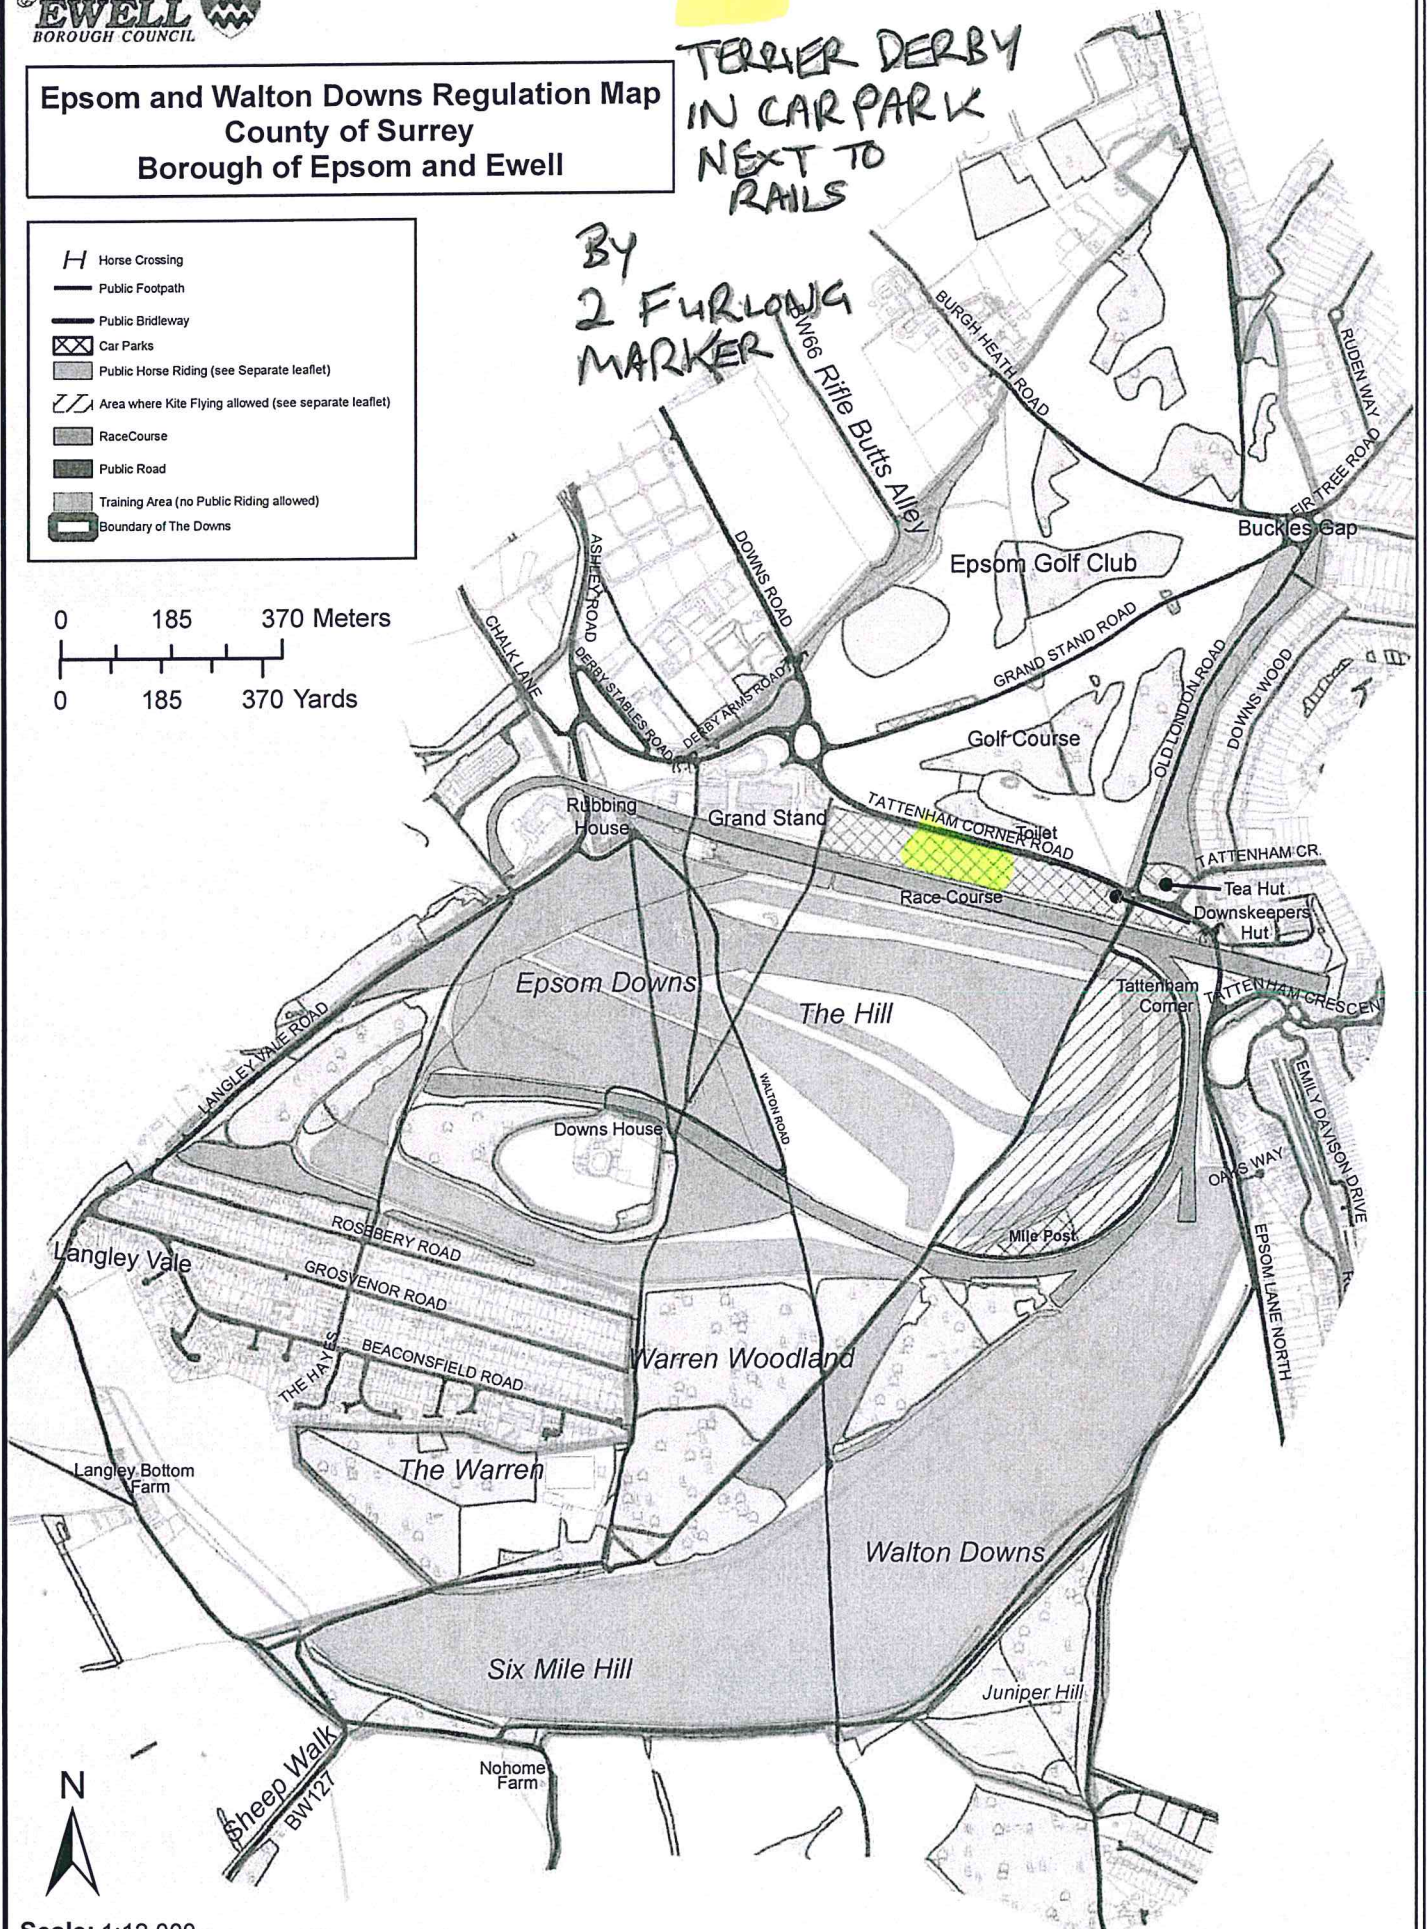 EWELL
BOROUGH COUNCIL
TERRIER DERBY
IN CAR PARK
NEXT TO
RAILS
BY
2 FURLONG
MARKER
Epsom and Walton Downs Regulation Map
County of Surrey
Borough of Epsom and Ewell
Horse Crossing
Public Footpath
Public Bridleway
Car Parks
Public Horse Riding (see Separate leaflet)
Area where Kite Flying allowed (see separate leaflet)
RaceCourse
Public Road
Training Area (no Public Riding allowed)
Boundary of The Downs
0 185 370 Meters
0 185 370 Yards
BW66 Rifle Butts Alley
BURGH HEATH ROAD
RUDEN WAY
FIR TREE ROAD
Buckles Gap
Epsom Golf Club
ASHLEY ROAD
DOWNS ROAD
CHALK LANE
DERBY STABLES ROAD
DERBY ARMS ROAD
GRAND STAND ROAD
OLD LONDON ROAD
DOWNS WOOD
Golf Course
Rubbing
House
Grand Stand
TATTENHAM CORNER ROAD
Toilet
TATTENHAM CR.
Race Course
Tea Hut
Downskeepers
Hut
Epsom Downs
The Hill
Tattenham
Corner
TATTENHAM CRESCENT
LANGLEY VALE ROAD
WALTON ROAD
EMILY DAVISON DRIVE
Downs House
OAKS WAY
Mile Post
EPSOM LANE NORTH
ROSEBERY ROAD
Langley Vale
GROSVENOR ROAD
THE HAYES
BEACONSFIELD ROAD
Warren Woodland
The Warren
Langley Bottom
Farm
Walton Downs
Six Mile Hill
Juniper Hill
Sheep Walk
BW127
Nohome
Farm
N